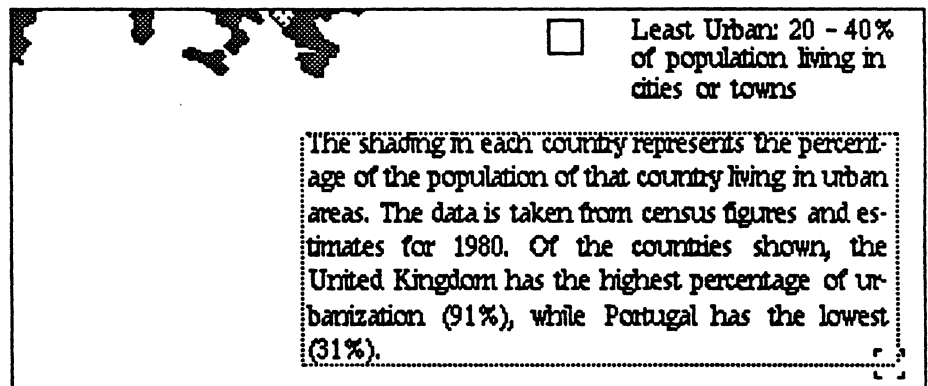 Least Urban: 20 - 40%
of population living in
cities or towns
The shading in each country represents the percent-
age of the population of that country living in urban
areas. The data is taken from census figures and es-
timates for 1980. Of the countries shown, the
United Kingdom has the highest percentage of ur-
banization (91%), while Portugal has the lowest
(31%).